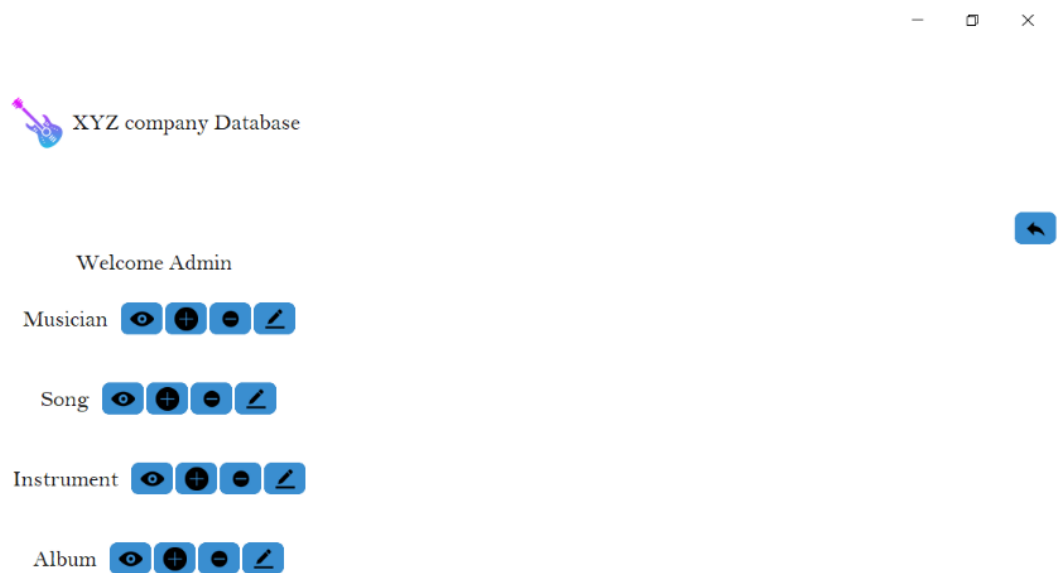 XYZ company Database
Welcome Admin
Musician
Song
Instrument
Album